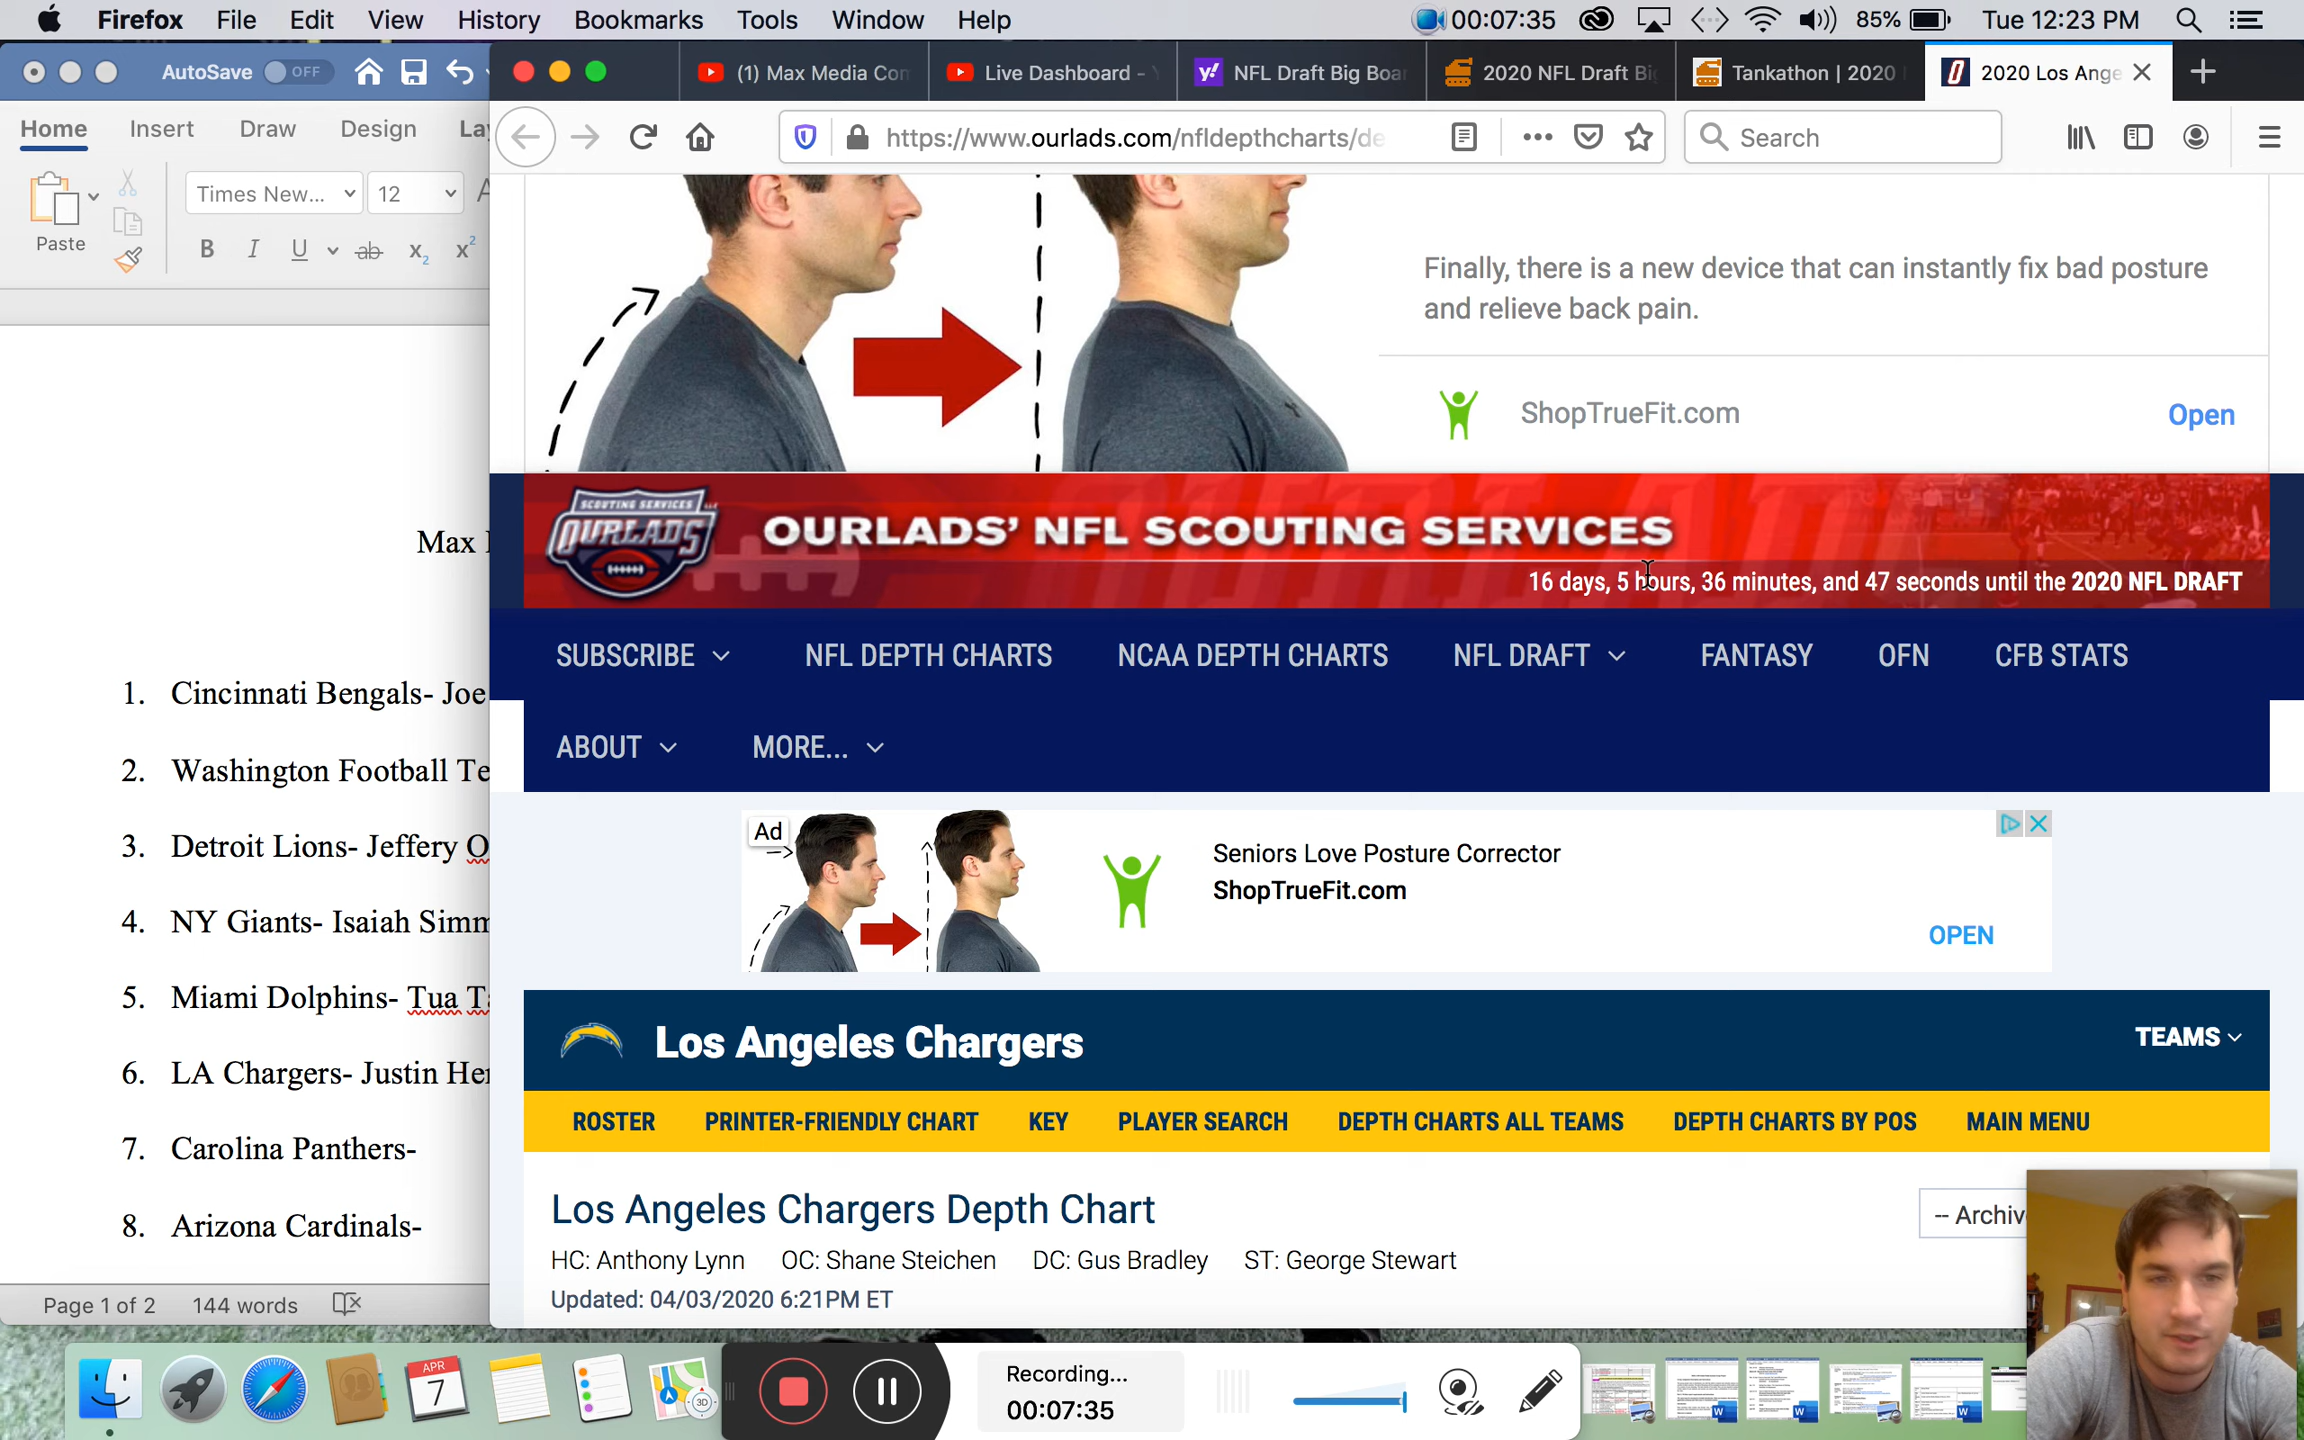 Firefox File Edit View History Bookmarks Tools Window Help 00:07:35 85% Tue 12:23 PM
AutoSave OFF
(1) Max Media Con
Live Dashboard -
NFL Draft Big Boa
2020 NFL Draft Bi
Tankathon | 2020
2020 Los Ange
https://www.ourlads.com/nfldepthcharts/de
Search
Home Insert Draw Design Lay
Paste
Times New... 12 A
B I U ab x2 x2
Finally, there is a new device that can instantly fix bad posture
and relieve back pain.
ShopTrueFit.com
Open
SCOUTING SERVICES
OURLADS
OURLADS' NFL SCOUTING SERVICES
16 days, 5 hours, 36 minutes, and 47 seconds until the 2020 NFL DRAFT
SUBSCRIBE NFL DEPTH CHARTS NCAA DEPTH CHARTS NFL DRAFT FANTASY OFN CFB STATS
ABOUT MORE...
Ad
Seniors Love Posture Corrector
ShopTrueFit.com
OPEN
Los Angeles Chargers
TEAMS
ROSTER PRINTER-FRIENDLY CHART KEY PLAYER SEARCH DEPTH CHARTS ALL TEAMS DEPTH CHARTS BY POS MAIN MENU
Los Angeles Chargers Depth Chart
-- Archiv
HC: Anthony Lynn OC: Shane Steichen DC: Gus Bradley ST: George Stewart
Updated: 04/03/2020 6:21PM ET
Max
1. Cincinnati Bengals- Joe
2. Washington Football Te
3. Detroit Lions- Jeffery O
4. NY Giants- Isaiah Simm
5. Miami Dolphins- Tua Ta
6. LA Chargers- Justin Her
7. Carolina Panthers-
8. Arizona Cardinals-
Page 1 of 2 144 words
APR
7
3D
Recording...
00:07:35